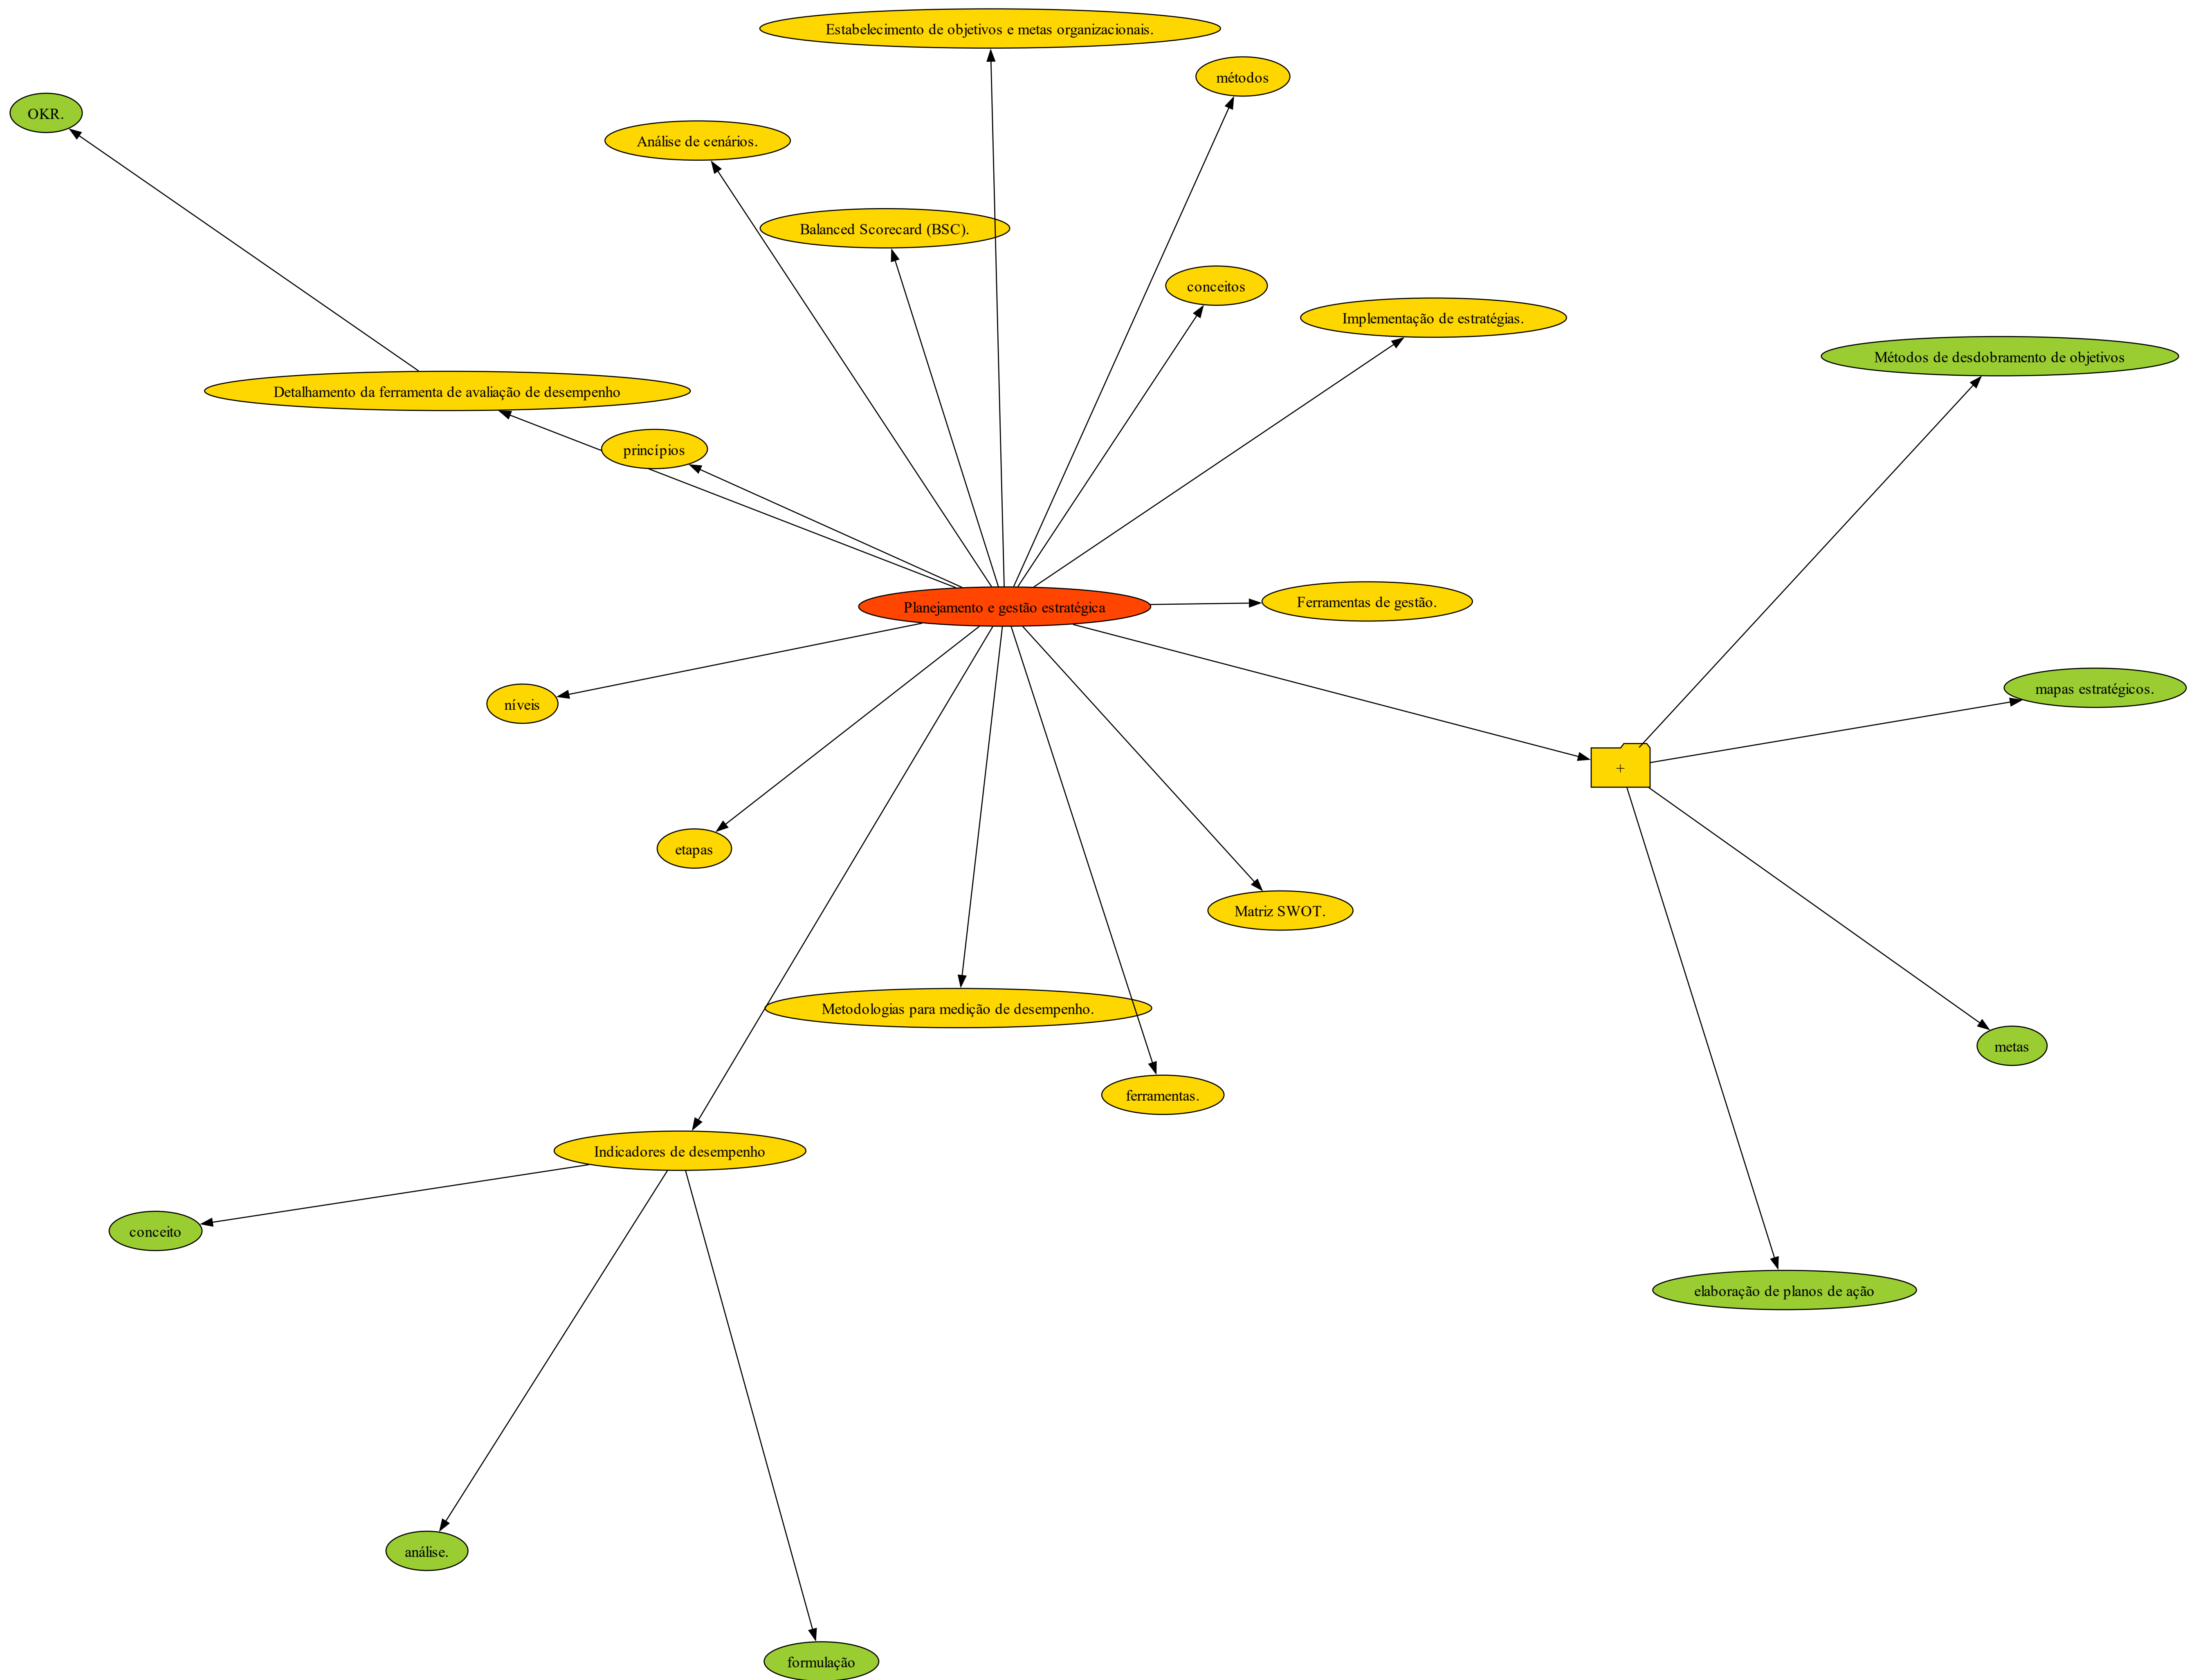 Estabelecimento de objetivos e metas organizacionais.
métodos
OKR.
Análise de cenários.
Balanced Scorecard (BSC).
conceitos
Implementação de estratégias.
Métodos de desdobramento de objetivos
Detalhamento da ferramenta de avaliação de desempenho
princípios
Planejamento e gestão estratégica
Ferramentas de gestão.
mapas estratégicos.
níveis
+
etapas
Matriz SWOT.
Metodologias para medição de desempenho.
metas
ferramentas.
Indicadores de desempenho
conceito
elaboração de planos de ação
análise.
formulação